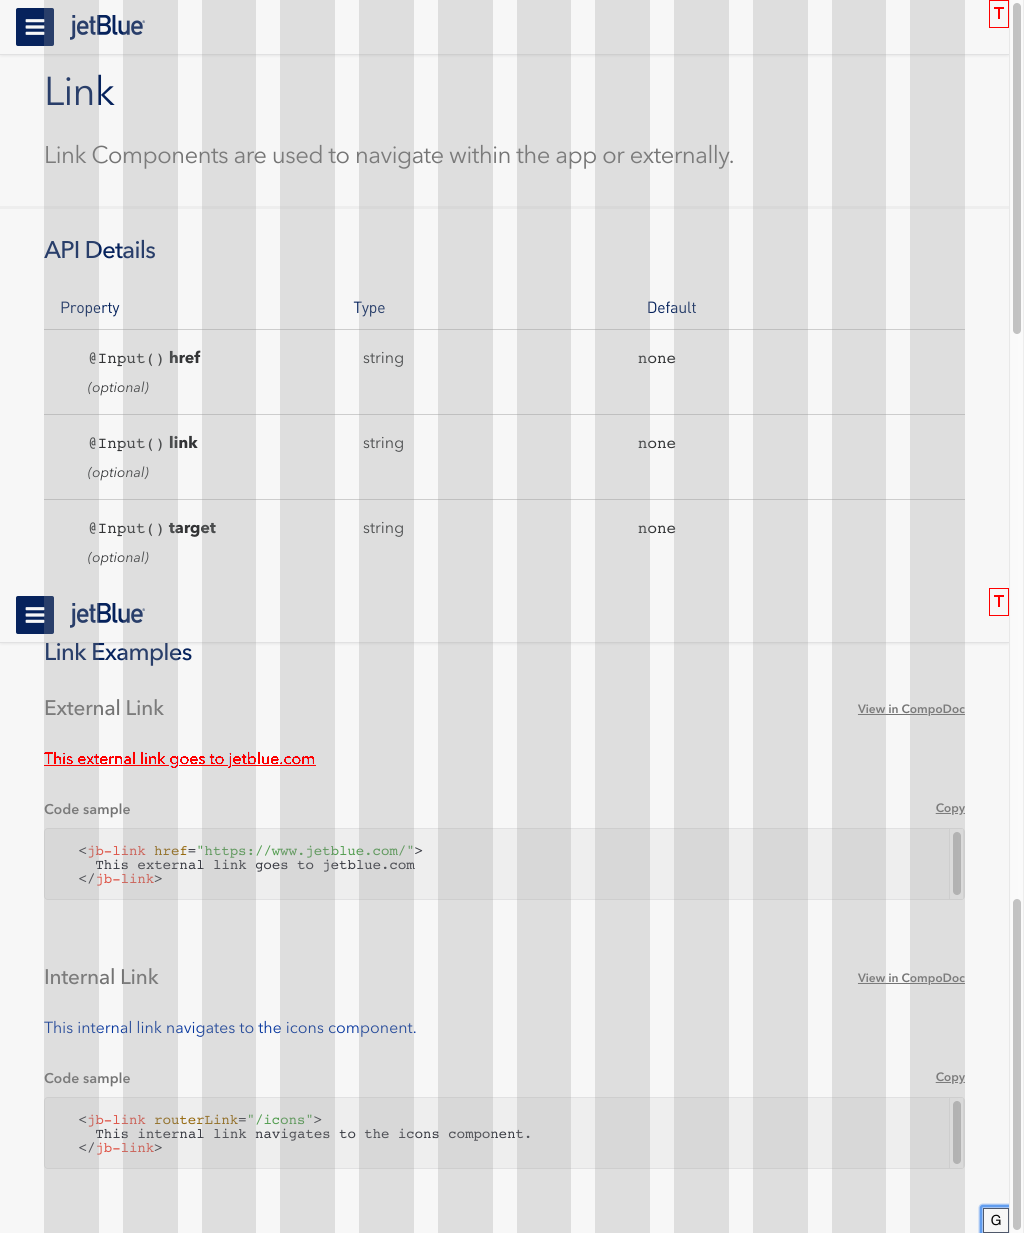 jetBlue
T
Link
Link Components are used to navigate within the app or externally.
API Details
Property Type Default
@Input() href string none
(optional)
@Input() link string none
(optional)
@Input() target string none
(optional)
jetBlue
T
Link Examples
External Link View in CompoDoc
This external link goes to jetblue.com
Code sample Copy
<jb-link href="https://www.jetblue.com/">
This external link goes to jetblue.com
</jb-link>
Internal Link View in CompoDoc
This internal link navigates to the icons component.
Code sample Copy
<jb-link routerLink="/icons">
This internal link navigates to the icons component.
</jb-link>
G